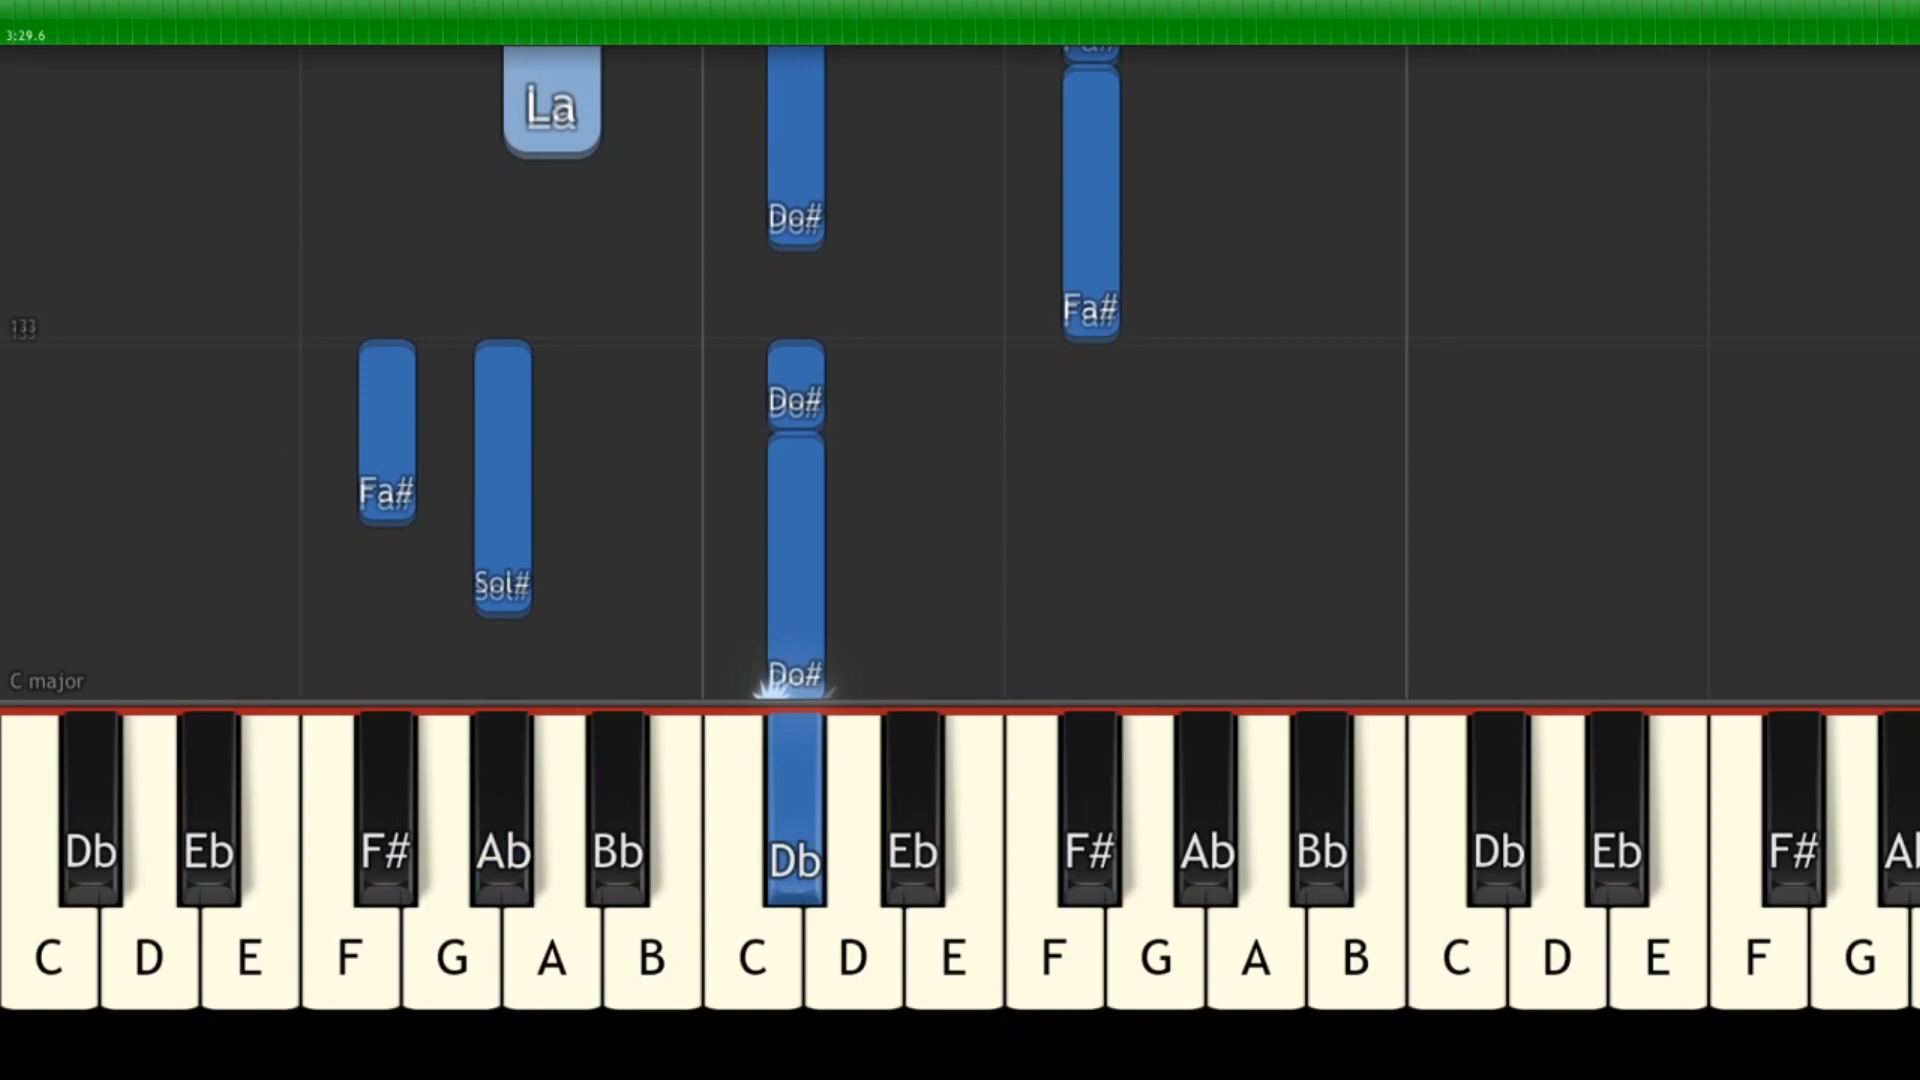 3:29.6
Fa#
La
Do#
Fa#
133
Do#
Fa#
Sol#
Do#
C major
Db Eb F# Ab Bb Db Eb F# Ab Bb Db Eb F#
C D E F G A B C D E F G A B C D E F G